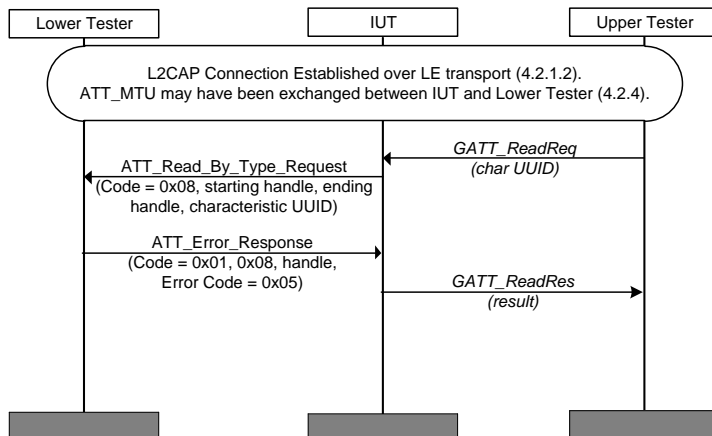 Lower Tester
IUT
Upper Tester
L2CAP Connection Established over LE transport (4.2.1.2).
ATT_MTU may have been exchanged between IUT and Lower Tester (4.2.4).
GATT_ReadReq
(char UUID)
ATT_Read_By_Type_Request
(Code = 0x08, starting handle, ending
handle, characteristic UUID)
ATT_Error_Response
(Code = 0x01, 0x08, handle,
Error Code = 0x05)
GATT_ReadRes
(result)